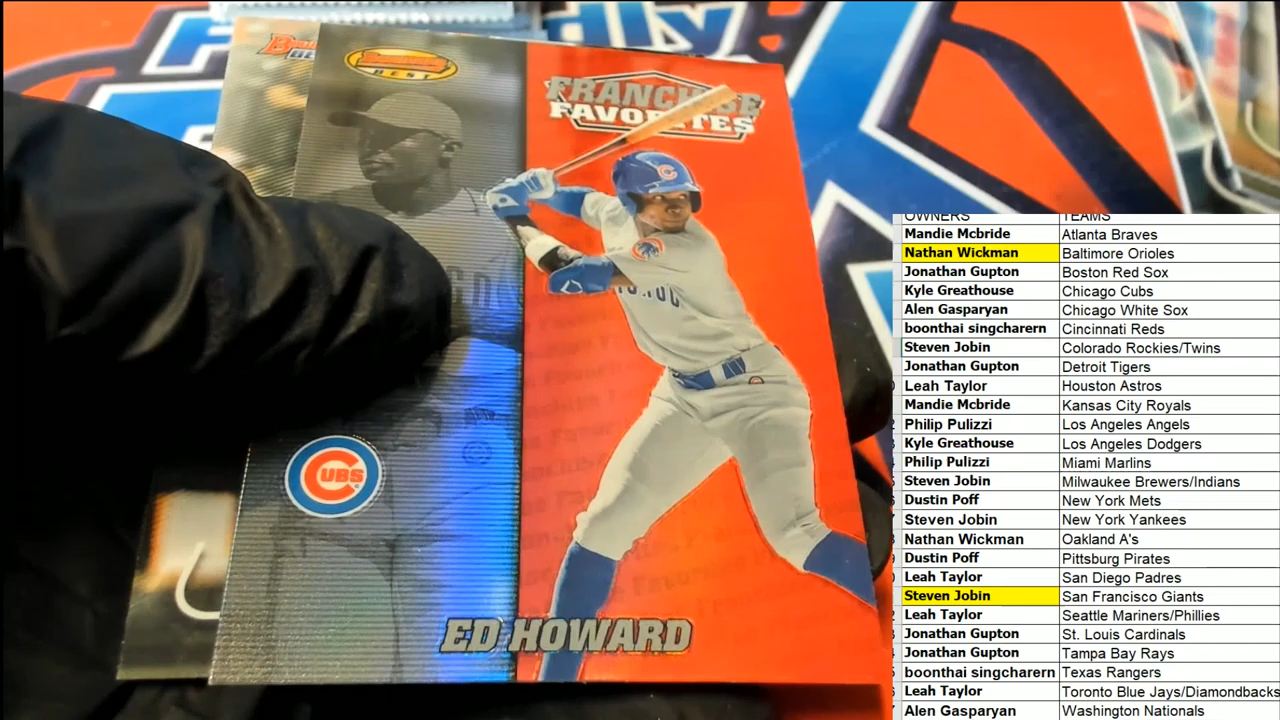 BEST
FRANCHISE
FAVORITES
C
CUBS
ED HOWARD
OWNERS TEAMS
Mandie Mcbride Atlanta Braves
Nathan Wickman Baltimore Orioles
Jonathan Gupton Boston Red Sox
Kyle Greathouse Chicago Cubs
Alen Gasparyan Chicago White Sox
boonthai singcharern Cincinnati Reds
Steven Jobin Colorado Rockies/Twins
Jonathan Gupton Detroit Tigers
Leah Taylor Houston Astros
Mandie Mcbride Kansas City Royals
Philip Pulizzi Los Angeles Angels
Kyle Greathouse Los Angeles Dodgers
Philip Pulizzi Miami Marlins
Steven Jobin Milwaukee Brewers/Indians
Dustin Poff New York Mets
Steven Jobin New York Yankees
Nathan Wickman Oakland A's
Dustin Poff Pittsburg Pirates
Leah Taylor San Diego Padres
Steven Jobin San Francisco Giants
Leah Taylor Seattle Mariners/Phillies
Jonathan Gupton St. Louis Cardinals
Jonathan Gupton Tampa Bay Rays
boonthai singcharern Texas Rangers
Leah Taylor Toronto Blue Jays/Diamondbacks
Alen Gasparyan Washington Nationals